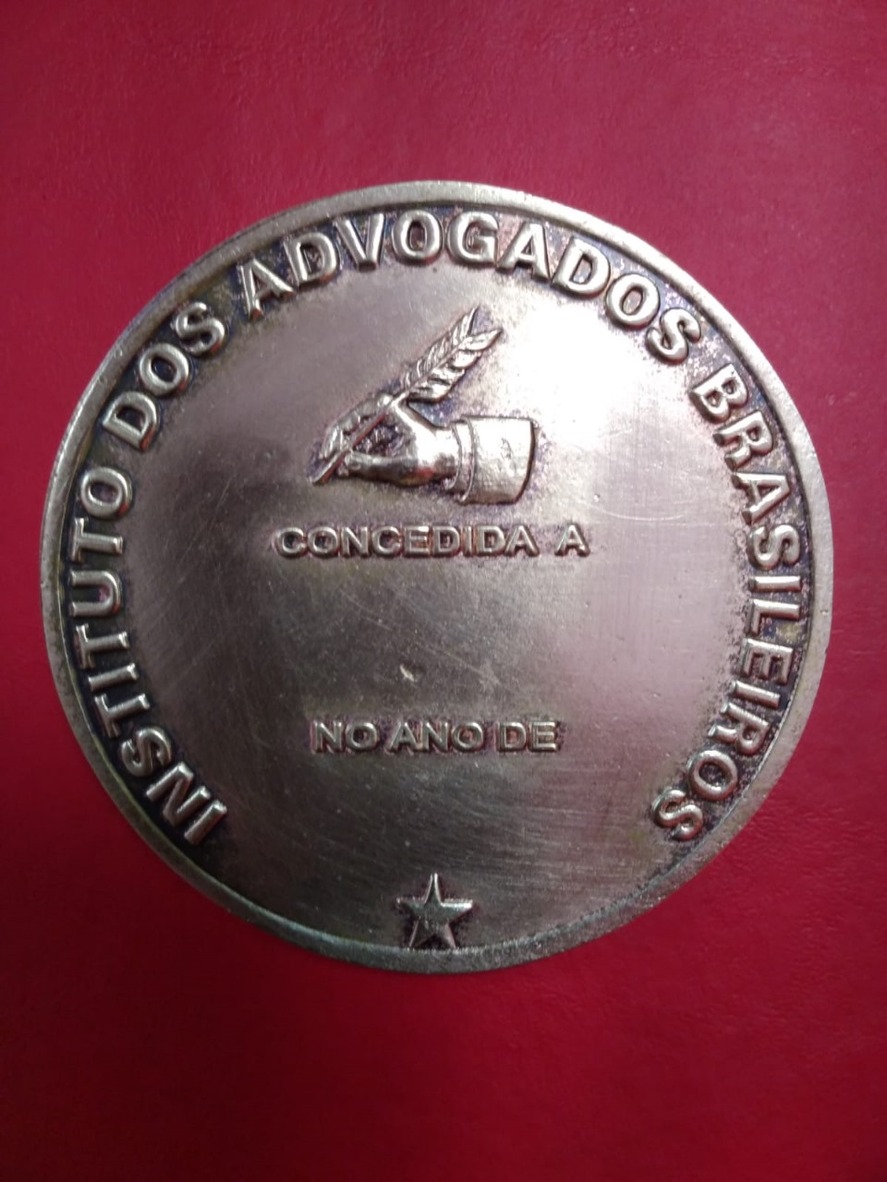 INSTITUTO DOS ADVOGADOS BRASILEIROS
CONCEDIDA A
NO ANO DE